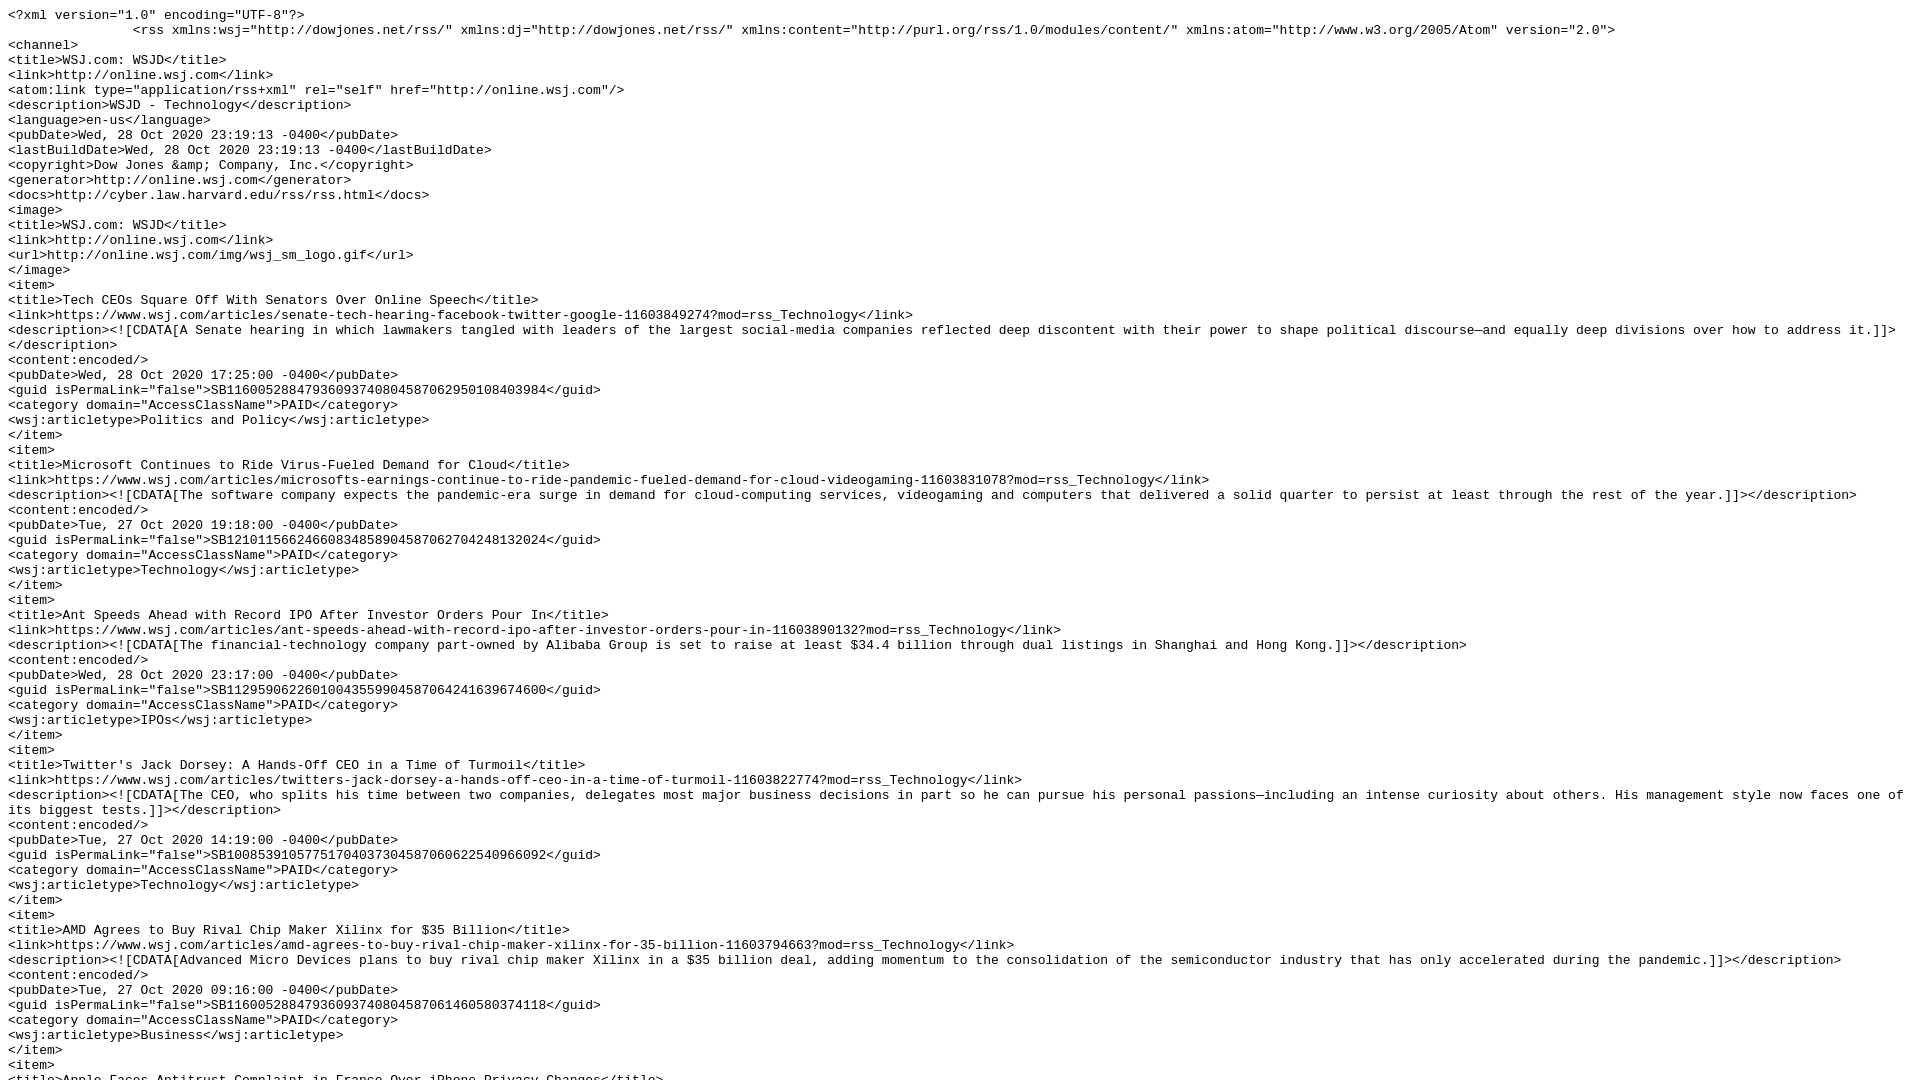 <?xml version="1.0" encoding="UTF-8"?>
<rss xmlns:wsj="http://dowjones.net/rss/" xmlns:dj="http://dowjones.net/rss/" xmlns:content="http://purl.org/rss/1.0/modules/content/" xmlns:atom="http://www.w3.org/2005/Atom" version="2.0">
<channel>
<title>WSJ.com: WSJD</title>
<link>http://online.wsj.com</link>
<atom:link type="application/rss+xml" rel="self" href="http://online.wsj.com"/>
<description>WSJD - Technology</description>
<language>en-us</language>
<pubDate>Wed, 28 Oct 2020 23:19:13 -0400</pubDate>
<lastBuildDate>Wed, 28 Oct 2020 23:19:13 -0400</lastBuildDate>
<copyright>Dow Jones &amp; Company, Inc.</copyright>
<generator>http://online.wsj.com</generator>
<docs>http://cyber.law.harvard.edu/rss/rss.html</docs>
<image>
<title>WSJ.com: WSJD</title>
<link>http://online.wsj.com</link>
<url>http://online.wsj.com/img/wsj_sm_logo.gif</url>
</image>
<item>
<title>Tech CEOs Square Off With Senators Over Online Speech</title>
<link>https://www.wsj.com/articles/senate-tech-hearing-facebook-twitter-google-11603849274?mod=rss_Technology</link>
<description><![CDATA[A Senate hearing in which lawmakers tangled with leaders of the largest social-media companies reflected deep discontent with their power to shape political discourse—and equally deep divisions over how to address it.]]>
</description>
<content:encoded/>
<pubDate>Wed, 28 Oct 2020 17:25:00 -0400</pubDate>
<guid isPermaLink="false">SB11600528847936093740804587062950108403984</guid>
<category domain="AccessClassName">PAID</category>
<wsj:articletype>Politics and Policy</wsj:articletype>
</item>
<item>
<title>Microsoft Continues to Ride Virus-Fueled Demand for Cloud</title>
<link>https://www.wsj.com/articles/microsofts-earnings-continue-to-ride-pandemic-fueled-demand-for-cloud-videogaming-11603831078?mod=rss_Technology</link>
<description><![CDATA[The software company expects the pandemic-era surge in demand for cloud-computing services, videogaming and computers that delivered a solid quarter to persist at least through the rest of the year.]]></description>
<content:encoded/>
<pubDate>Tue, 27 Oct 2020 19:18:00 -0400</pubDate>
<guid isPermaLink="false">SB12101156624660834858904587062704248132024</guid>
<category domain="AccessClassName">PAID</category>
<wsj:articletype>Technology</wsj:articletype>
</item>
<item>
<title>Ant Speeds Ahead with Record IPO After Investor Orders Pour In</title>
<link>https://www.wsj.com/articles/ant-speeds-ahead-with-record-ipo-after-investor-orders-pour-in-11603890132?mod=rss_Technology</link>
<description><![CDATA[The financial-technology company part-owned by Alibaba Group is set to raise at least $34.4 billion through dual listings in Shanghai and Hong Kong.]]></description>
<content:encoded/>
<pubDate>Wed, 28 Oct 2020 23:17:00 -0400</pubDate>
<guid isPermaLink="false">SB11295906226010043559904587064241639674600</guid>
<category domain="AccessClassName">PAID</category>
<wsj:articletype>IPOs</wsj:articletype>
</item>
<item>
<title>Twitter's Jack Dorsey: A Hands-Off CEO in a Time of Turmoil</title>
<link>https://www.wsj.com/articles/twitters-jack-dorsey-a-hands-off-ceo-in-a-time-of-turmoil-11603822774?mod=rss_Technology</link>
<description><![CDATA[The CEO, who splits his time between two companies, delegates most major business decisions in part so he can pursue his personal passions—including an intense curiosity about others. His management style now faces one of
its biggest tests.]]></description>
<content:encoded/>
<pubDate>Tue, 27 Oct 2020 14:19:00 -0400</pubDate>
<guid isPermaLink="false">SB10085391057751704037304587060622540966092</guid>
<category domain="AccessClassName">PAID</category>
<wsj:articletype>Technology</wsj:articletype>
</item>
<item>
<title>AMD Agrees to Buy Rival Chip Maker Xilinx for $35 Billion</title>
<link>https://www.wsj.com/articles/amd-agrees-to-buy-rival-chip-maker-xilinx-for-35-billion-11603794663?mod=rss_Technology</link>
<description><![CDATA[Advanced Micro Devices plans to buy rival chip maker Xilinx in a $35 billion deal, adding momentum to the consolidation of the semiconductor industry that has only accelerated during the pandemic.]]></description>
<content:encoded/>
<pubDate>Tue, 27 Oct 2020 09:16:00 -0400</pubDate>
<guid isPermaLink="false">SB11600528847936093740804587061460580374118</guid>
<category domain="AccessClassName">PAID</category>
<wsj:articletype>Business</wsj:articletype>
</item>
<item>
<title>Apple Faces Antitrust Complaint in France Over iPhone Privacy Changes</title>